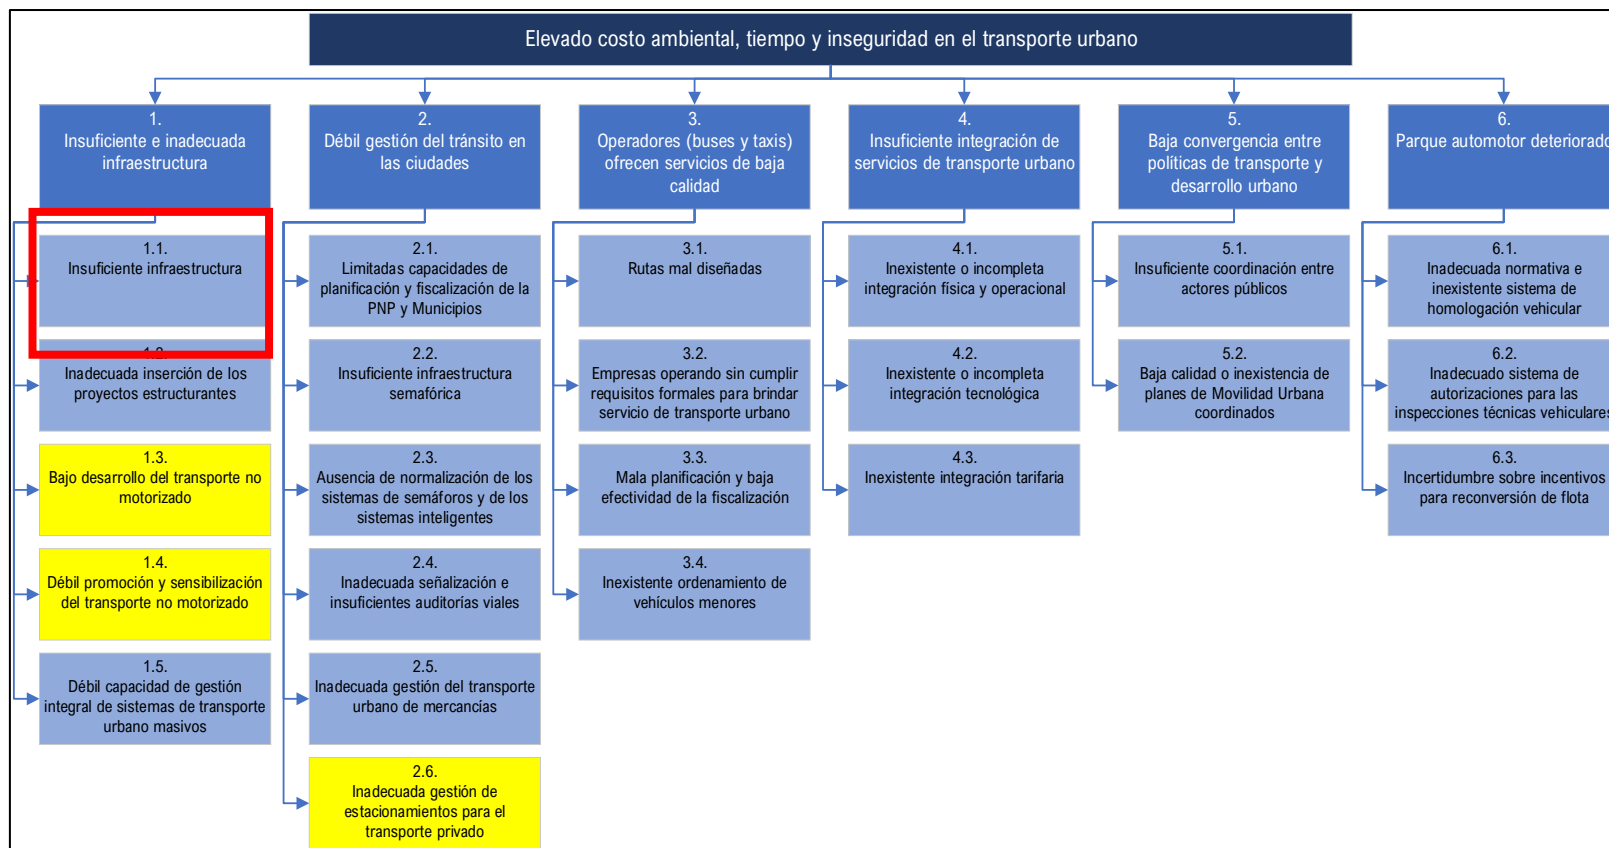 Elevado costo ambiental, tiempo y inseguridad en el transporte urbano
1.
Insuficiente e inadecuada
infraestructura
2.
Débil gestión del tránsito en
las ciudades
3.
Operadores (buses y taxis)
ofrecen servicios de baja
calidad
4.
Insuficiente integración de
servicios de transporte urbano
5.
Baja convergencia entre
políticas de transporte y
desarrollo urbano
6.
Parque automotor deteriorado
1.1.
Insuficiente infraestructura
1.2.
Inadecuada inserción de los
proyectos estructurantes
1.3.
Bajo desarrollo del transporte no
motorizado
1.4.
Débil promoción y sensibilización
del transporte no motorizado
1.5.
Débil capacidad de gestión
integral de sistemas de transporte
urbano masivos
2.1.
Limitadas capacidades de
planificación y fiscalización de la
PNP y Municipios
2.2.
Insuficiente infraestructura
semafórica
2.3.
Ausencia de normalización de los
sistemas de semáforos y de los
sistemas inteligentes
2.4.
Inadecuada señalización e
insuficientes auditorías viales
2.5.
Inadecuada gestión del transporte
urbano de mercancías
2.6.
Inadecuada gestión de
estacionamientos para el
transporte privado
3.1.
Rutas mal diseñadas
3.2.
Empresas operando sin cumplir
requisitos formales para brindar
servicio de transporte urbano
3.3.
Mala planificación y baja
efectividad de la fiscalización
3.4.
Inexistente ordenamiento de
vehículos menores
4.1.
Inexistente o incompleta
integración física y operacional
4.2.
Inexistente o incompleta
integración tecnológica
4.3.
Inexistente integración tarifaria
5.1.
Insuficiente coordinación entre
actores públicos
5.2.
Baja calidad o inexistencia de
planes de Movilidad Urbana
coordinados
6.1.
Inadecuada normativa e
inexistente sistema de
homologación vehicular
6.2.
Inadecuado sistema de
autorizaciones para las
inspecciones técnicas vehiculares
6.3.
Incertidumbre sobre incentivos
para reconversión de flota